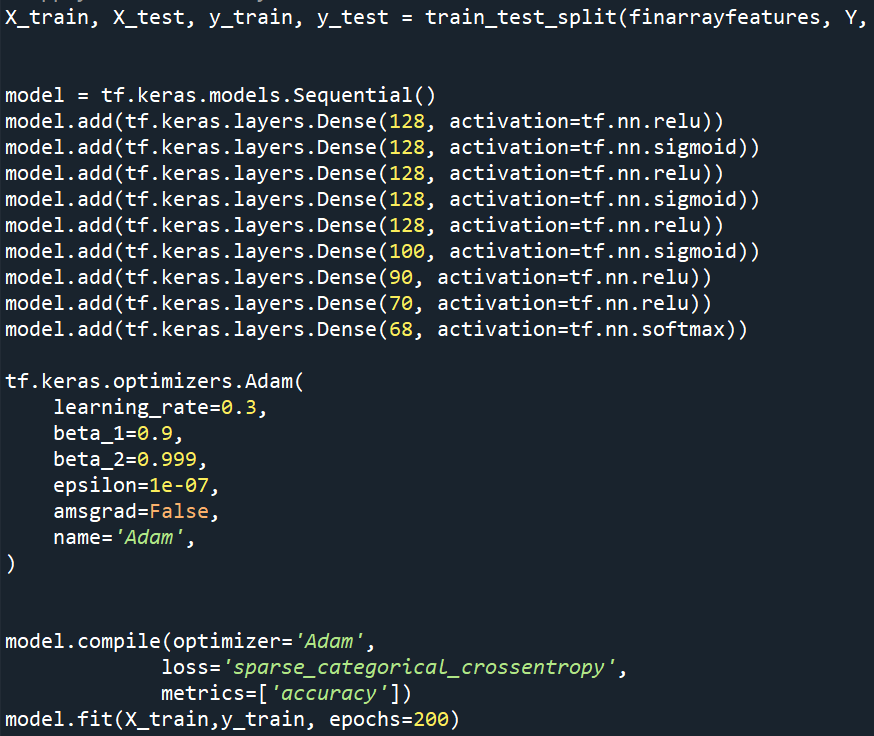 X_train, X_test, y_train, y_test = train_test_split(finarrayfeatures, Y,
model = tf.keras.models.Sequential()
model.add(tf.keras.layers.Dense(128, activation=tf.nn.relu))
model.add(tf.keras.layers.Dense(128, activation=tf.nn.sigmoid))
model.add(tf.keras.layers.Dense(128, activation=tf.nn.relu))
model.add(tf.keras.layers.Dense(128, activation=tf.nn.sigmoid))
model.add(tf.keras.layers.Dense(128, activation=tf.nn.relu))
model.add(tf.keras.layers.Dense(100, activation=tf.nn.sigmoid))
model.add(tf.keras.layers.Dense(90, activation=tf.nn.relu))
model.add(tf.keras.layers.Dense(70, activation=tf.nn.relu))
model.add(tf.keras.layers.Dense(68, activation=tf.nn.softmax))
tf.keras.optimizers.Adam(
    learning_rate=0.3,
    beta_1=0.9,
    beta_2=0.999,
    epsilon=1e-07,
    amsgrad=False,
    name='Adam',
)
model.compile(optimizer='Adam',
             loss='sparse_categorical_crossentropy',
             metrics=['accuracy'])
model.fit(X_train,y_train, epochs=200)